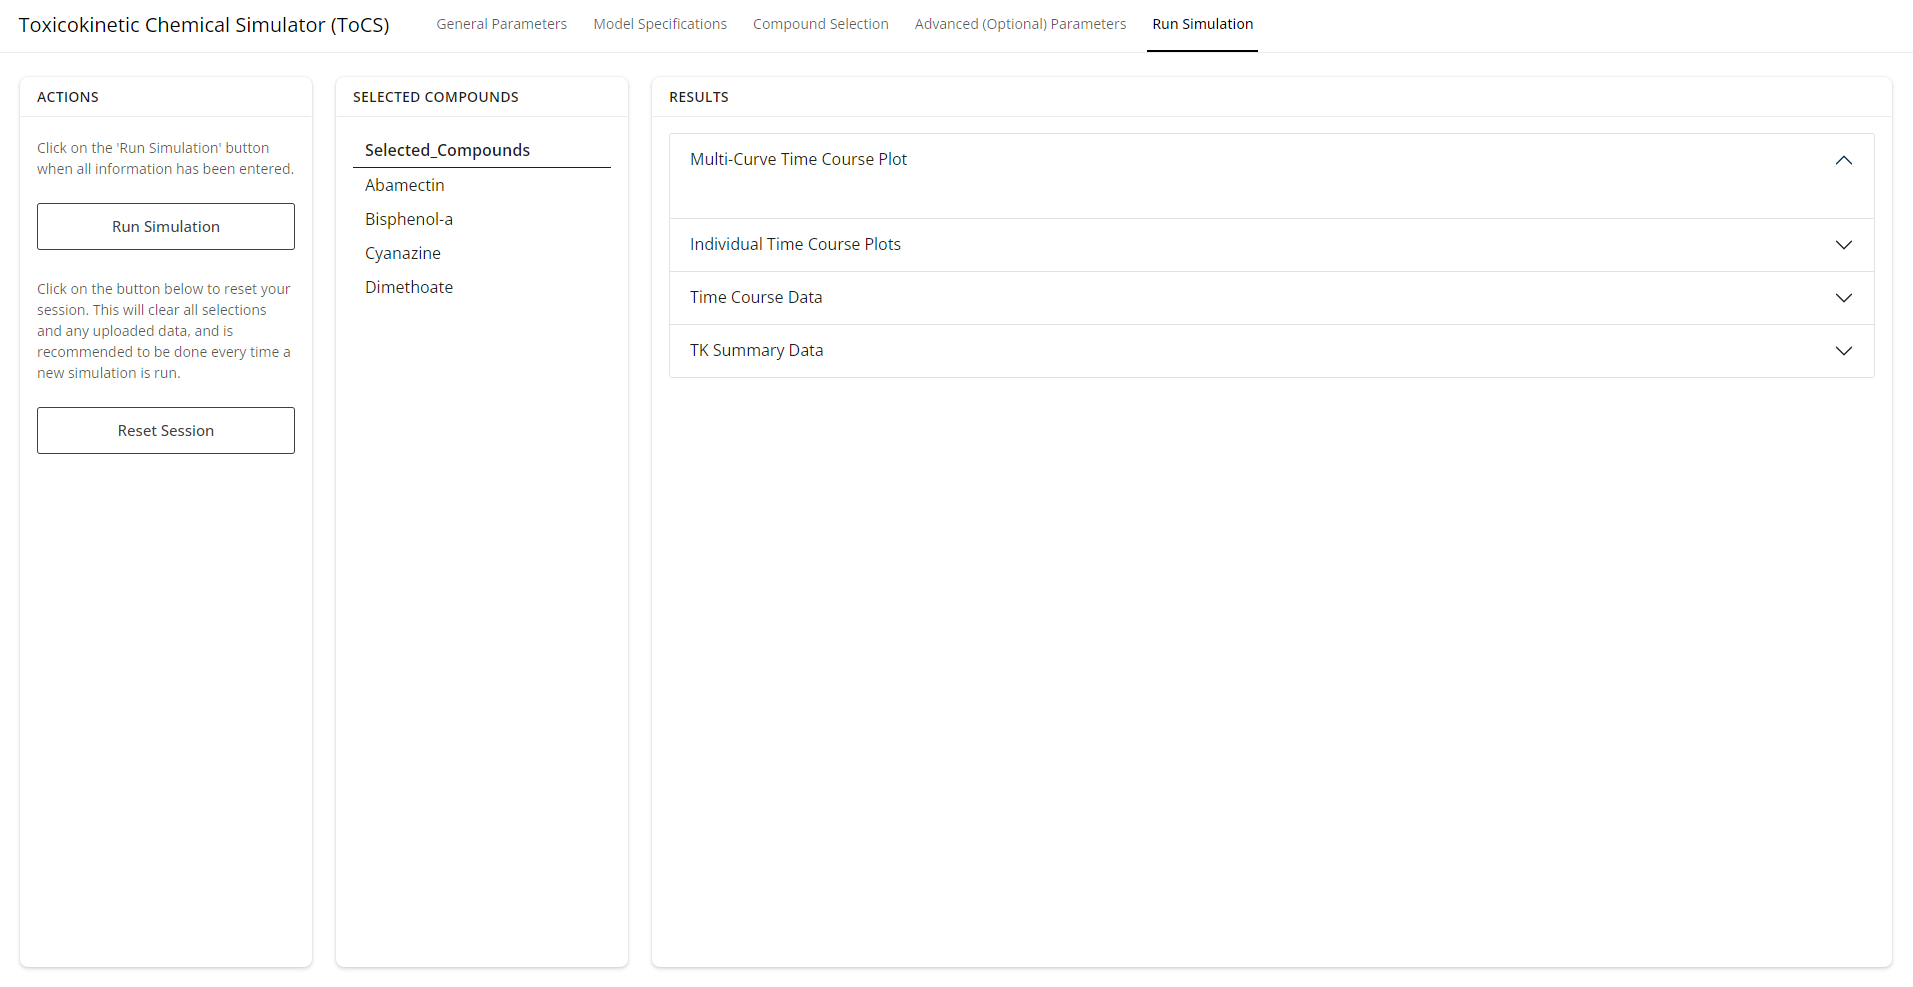 Toxicokinetic Chemical Simulator (ToCS)
General Parameters
Model Specifications
Compound Selection
Advanced (Optional) Parameters
Run Simulation
ACTIONS
Click on the 'Run Simulation' button
when all information has been entered.
Run Simulation
Click on the button below to reset your
session. This will clear all selections
and any uploaded data, and is
recommended to be done every time a
new simulation is run.
Reset Session
SELECTED COMPOUNDS
Selected_Compounds
Abamectin
Bisphenol-a
Cyanazine
Dimethoate
RESULTS
Multi-Curve Time Course Plot
Individual Time Course Plots
Time Course Data
TK Summary Data